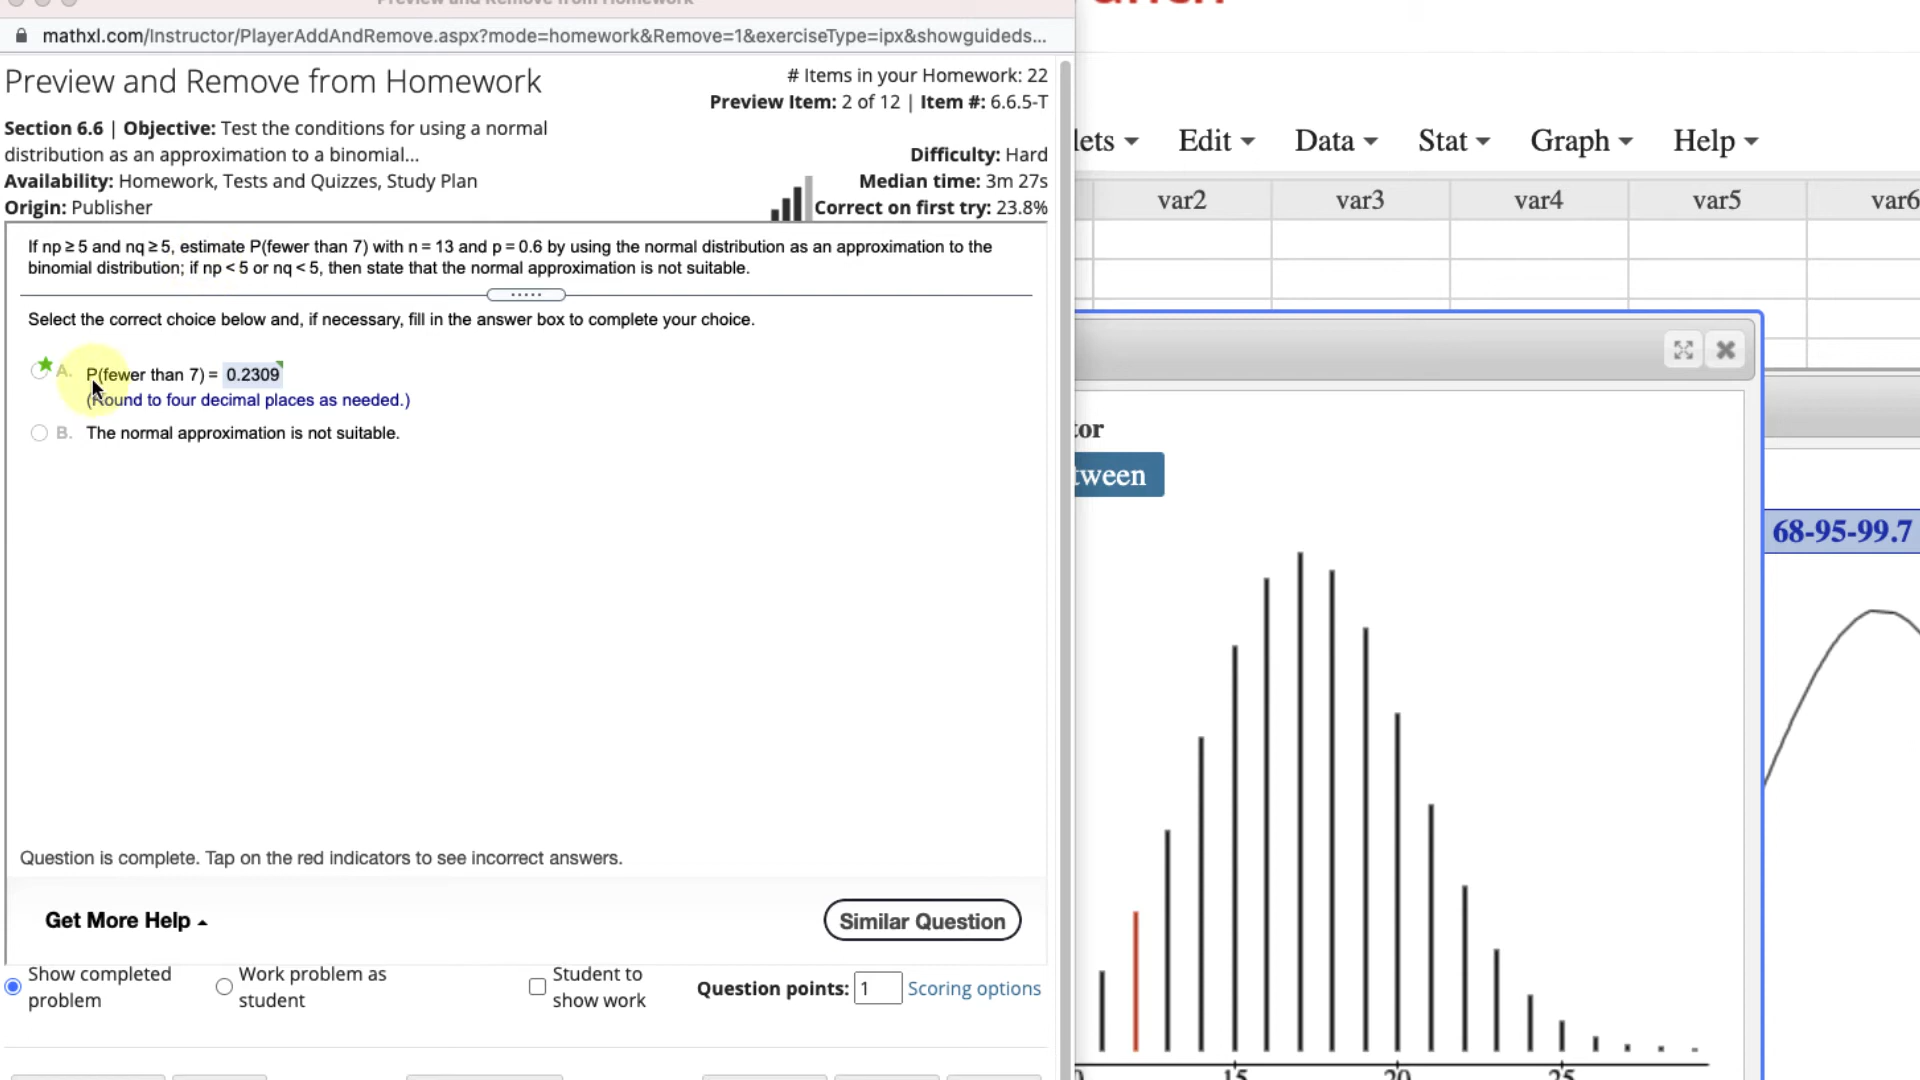 Preview and Remove from Homework
mathxl.com/Instructor/PlayerAddAndRemove.aspx?mode=homework&Remove=1&exerciseType=ipx&showguideds...
Preview and Remove from Homework
# Items in your Homework: 22
Preview Item: 2 of 12 | Item #: 6.6.5-T
Section 6.6 | Objective: Test the conditions for using a normal
distribution as an approximation to a binomial...
Availability: Homework, Tests and Quizzes, Study Plan
Origin: Publisher
Difficulty: Hard
Median time: 3m 27s
Correct on first try: 23.8%
If np ≥ 5 and nq ≥ 5, estimate P(fewer than 7) with n = 13 and p = 0.6 by using the normal distribution as an approximation to the
binomial distribution; if np < 5 or nq < 5, then state that the normal approximation is not suitable.
Select the correct choice below and, if necessary, fill in the answer box to complete your choice.
A. P(fewer than 7) = 0.2309
(Round to four decimal places as needed.)
B. The normal approximation is not suitable.
Question is complete. Tap on the red indicators to see incorrect answers.
Get More Help
Similar Question
Show completed
problem
Work problem as
student
Student to
show work
Question points: 1 Scoring options
lets Edit Data Stat Graph Help
var2 var3 var4 var5 var6
tor
tween
68-95-99.7
15 20 25